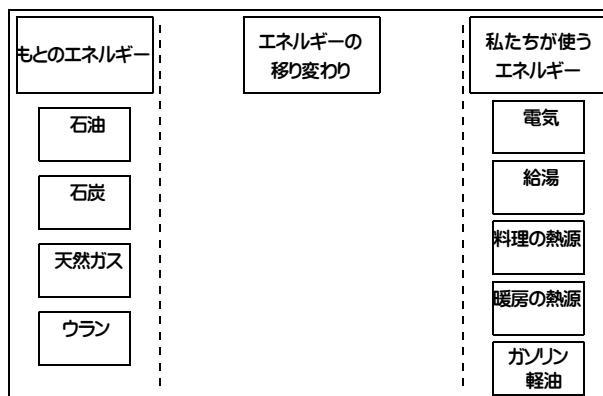 もとのエネルギー
エネルギーの
移り変わり
私たちが使う
エネルギー
石油
石炭
天然ガス
ウラン
電気
給湯
料理の熱源
暖房の熱源
ガソリン
軽油